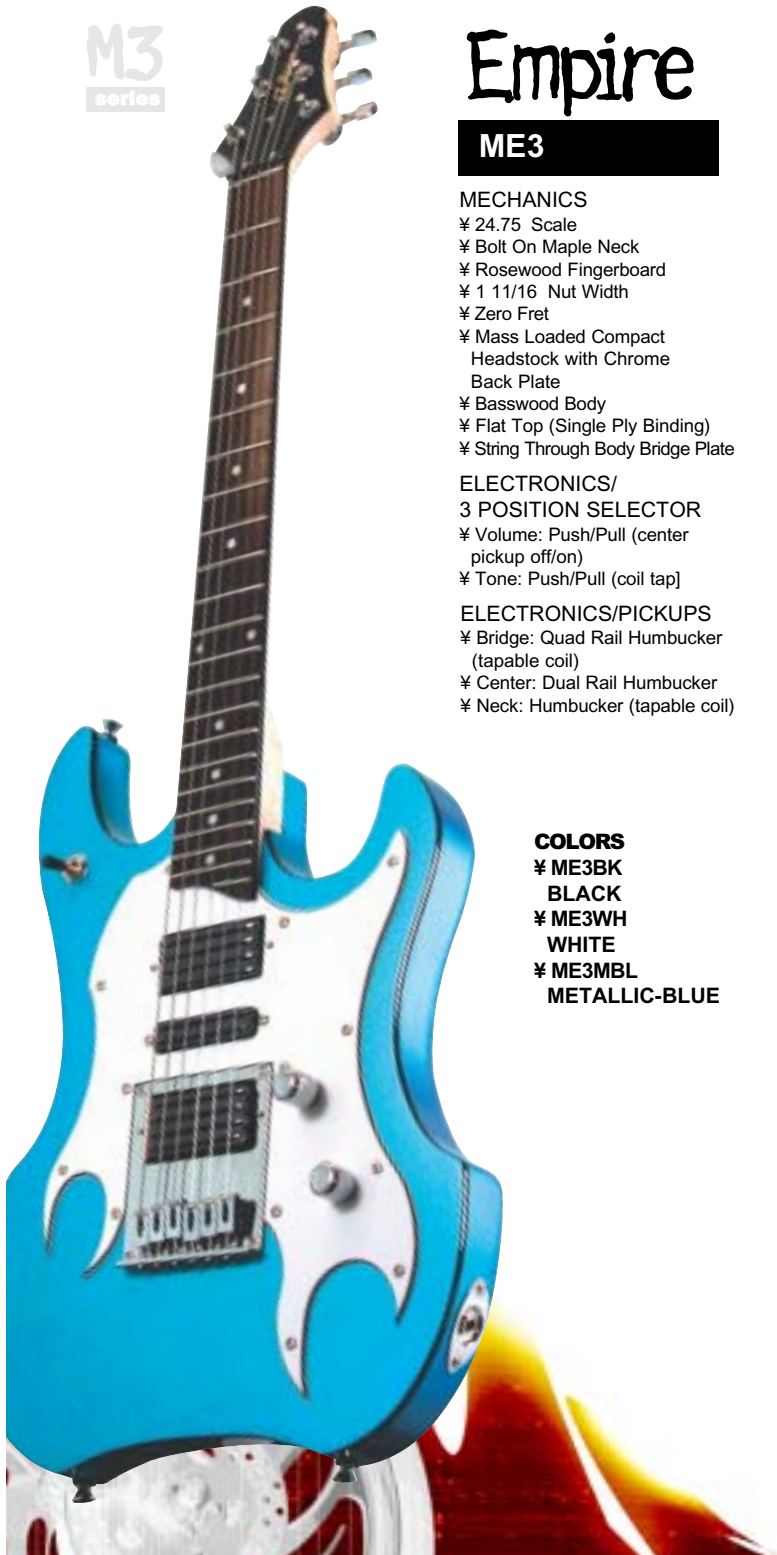 M3
series
Empire
ME3
MECHANICS
¥ 24.75  Scale
¥ Bolt On Maple Neck
¥ Rosewood Fingerboard
¥ 1 11/16  Nut Width
¥ Zero Fret
¥ Mass Loaded Compact
Headstock with Chrome
Back Plate
¥ Basswood Body
¥ Flat Top (Single Ply Binding)
¥ String Through Body Bridge Plate
ELECTRONICS/
3 POSITION SELECTOR
¥ Volume: Push/Pull (center
pickup off/on)
¥ Tone: Push/Pull (coil tap]
ELECTRONICS/PICKUPS
¥ Bridge: Quad Rail Humbucker
(tapable coil)
¥ Center: Dual Rail Humbucker
¥ Neck: Humbucker (tapable coil)
COLORS
¥ ME3BK
BLACK
¥ ME3WH
WHITE
¥ ME3MBL
METALLIC-BLUE